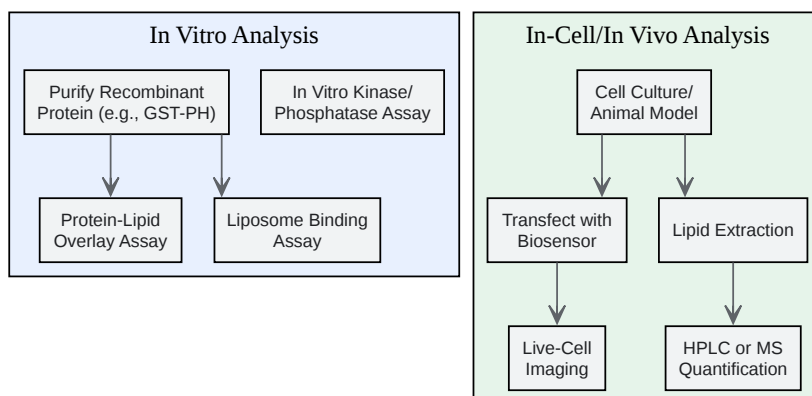 In Vitro Analysis
Purify Recombinant
Protein (e.g., GST-PH)
In Vitro Kinase/
Phosphatase Assay
Protein-Lipid
Overlay Assay
Liposome Binding
Assay
In-Cell/In Vivo Analysis
Cell Culture/
Animal Model
Transfect with
Biosensor
Lipid Extraction
Live-Cell
Imaging
HPLC or MS
Quantification